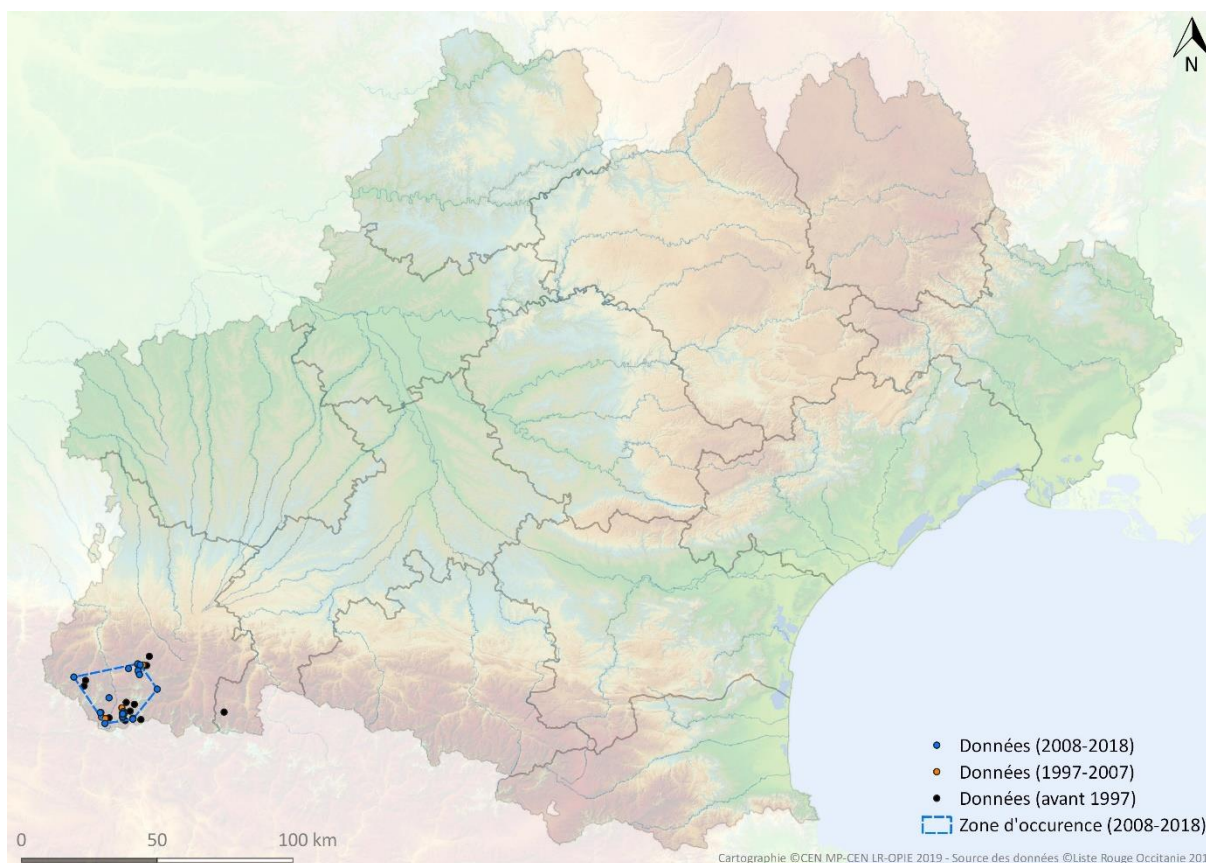 N
Données (2008-2018)
Données (1997-2007)
Données (avant 1997)
Zone d'occurence (2008-2018)
0 50 100 km
Cartographie ©CEN MP-CEN LR-OPIE 2019 - Source des données ©Liste Rouge Occitanie 201